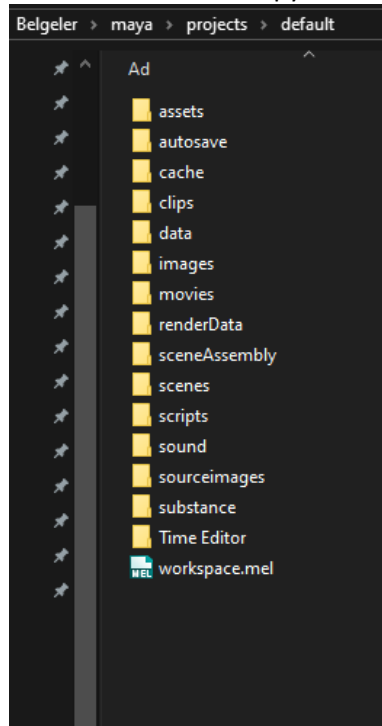 Belgeler > maya > projects > default
Ad
assets
autosave
cache
clips
data
images
movies
renderData
sceneAssembly
scenes
scripts
sound
sourceimages
substance
Time Editor
MEL workspace.mel